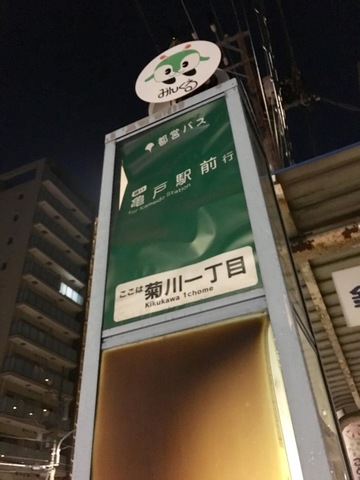 みんくる
都営バス
亀戸駅前行
For Kameido Station
ここは 菊川一丁目
Kikukawa 1chome